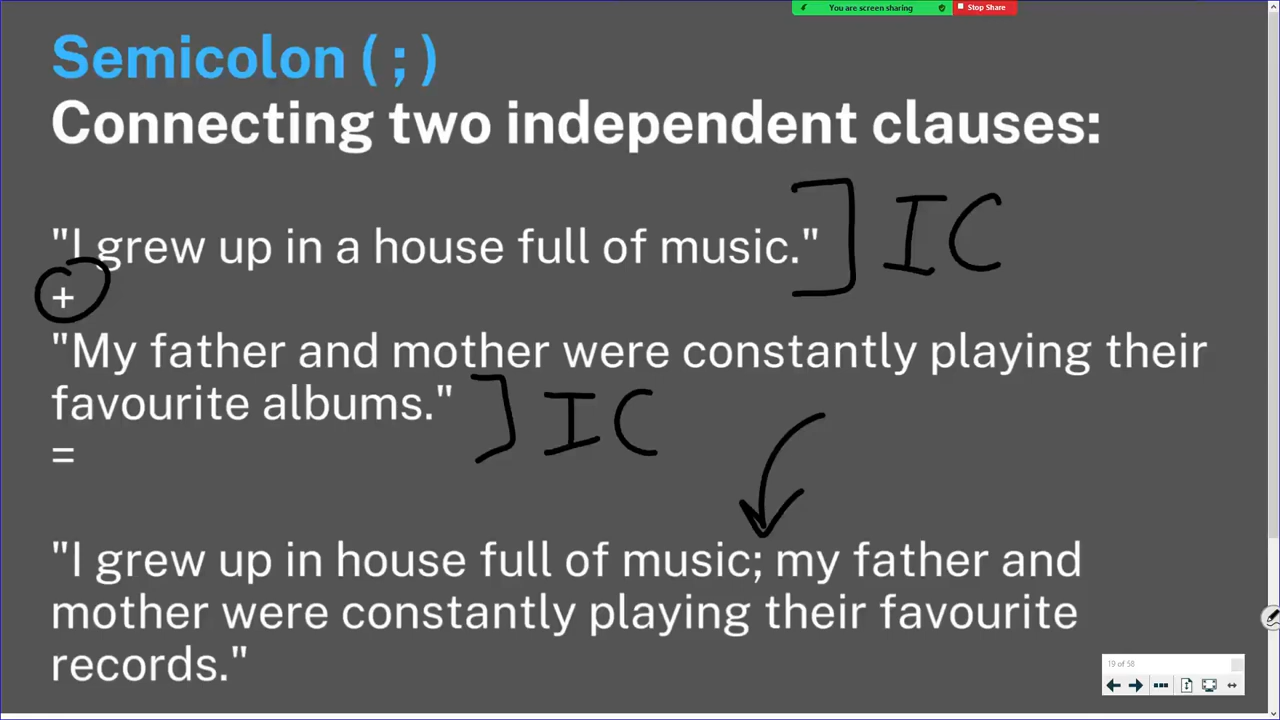 You are screen sharing Stop Share
Semicolon ( ; )
Connecting two independent clauses:
"I grew up in a house full of music." ] IC
+
"My father and mother were constantly playing their
favourite albums." ] IC
=
"I grew up in house full of music; my father and
mother were constantly playing their favourite
records."
19 of 58